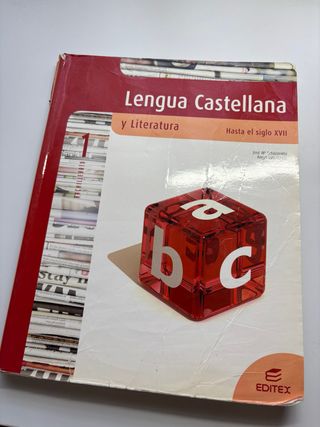 Lengua Castellana
y Literatura
Hasta el siglo XVII
1
a
b c
EDITEX